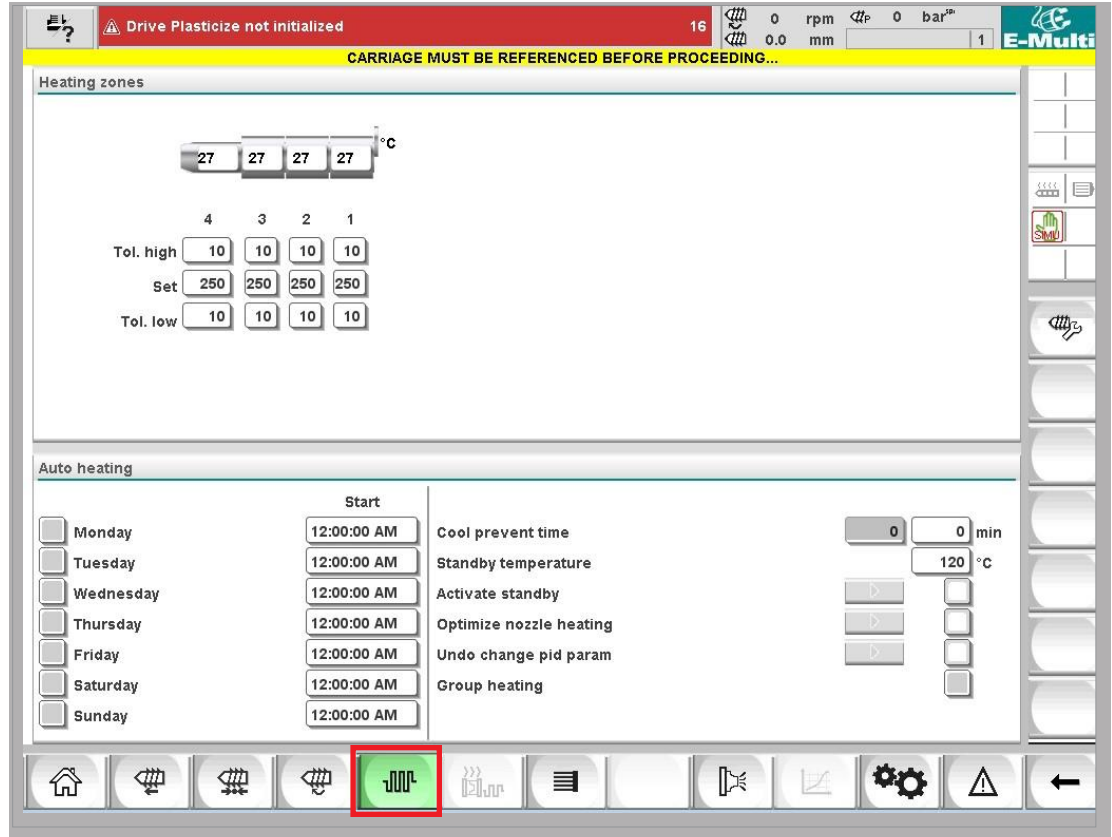 Drive Plasticize not initialized 16
0 rpm 0 bar
0.0 mm 1
E-Multi
CARRIAGE MUST BE REFERENCED BEFORE PROCEEDING...
Heating zones
27 27 27 27 °C
4 3 2 1
Tol. high 10 10 10 10
Set 250 250 250 250
Tol. low 10 10 10 10
SIMU
Auto heating
Start
Monday 12:00:00 AM Cool prevent time 0 0 min
Tuesday 12:00:00 AM Standby temperature 120 °C
Wednesday 12:00:00 AM Activate standby
Thursday 12:00:00 AM Optimize nozzle heating
Friday 12:00:00 AM Undo change pid param
Saturday 12:00:00 AM Group heating
Sunday 12:00:00 AM